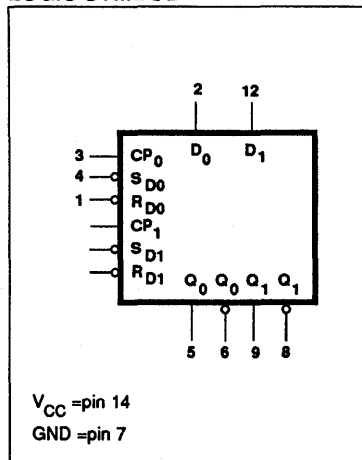 2 12
3 CP0 D0 D1
4 SD0
1 RD0
CP1
SD1
RD1 Q0 Q0 Q1 Q1
5 6 9 8
VCC =pin 14
GND =pin 7